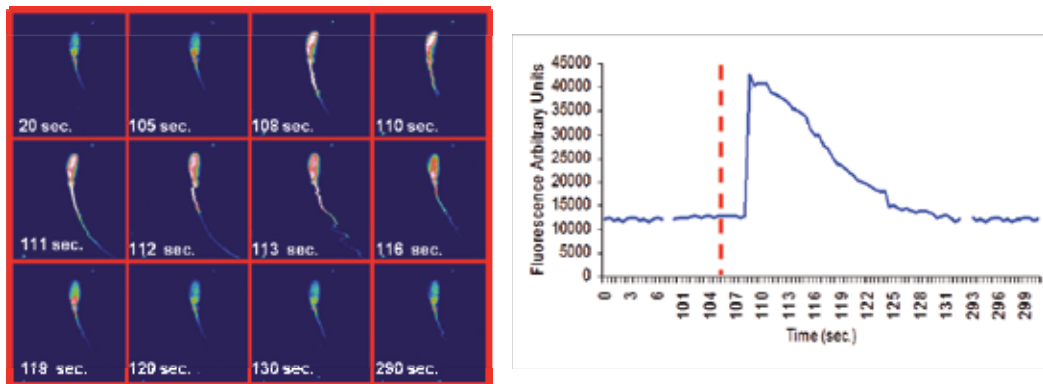 20 sec.
105 sec.
108 sec.
110 sec.
111 sec.
112 sec.
113 sec.
116 sec.
118 sec.
120 sec.
130 sec.
290 sec.
Fluorescence Arbitrary Units
45000
40000
35000
30000
25000
20000
15000
10000
5000
0
0 3 6 101 104 107 110 113 116 119 122 125 128 131 293 296 299
Time (sec.)